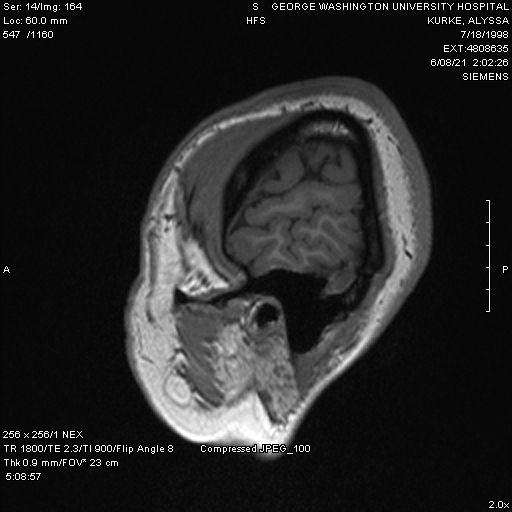 Ser: 14/Img: 164
Loc: 60.0 mm
547 /1160
S GEORGE WASHINGTON UNIVERSITY HOSPITAL
HFS KURKE, ALYSSA
7/18/1998
EXT:4808635
6/08/21 2:02:26
SIEMENS
A
P
256 x 256/1 NEX
TR 1800/TE 2.3/TI 900/Flip Angle 8 Compressed JPEG_100
Thk 0.9 mm/FOV* 23 cm
5:08:57
2.0x